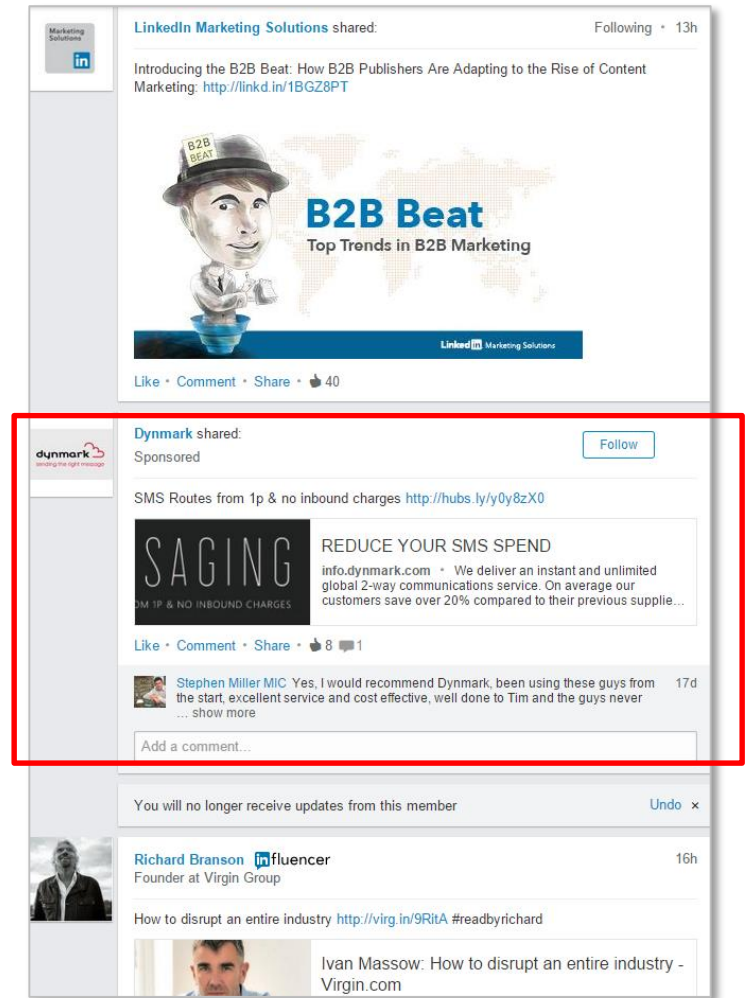 Marketing
Solutions
in
LinkedIn Marketing Solutions shared: Following • 13h
Introducing the B2B Beat: How B2B Publishers Are Adapting to the Rise of Content
Marketing: http://linkd.in/1BGZ8PT
B2B
BEAT
B2B Beat
Top Trends in B2B Marketing
Linked in Marketing Solutions
Like • Comment • Share • 40
dynmark
sending the right message
Dynmark shared:
Sponsored
Follow
SMS Routes from 1p & no inbound charges http://hubs.ly/y0y8zX0
SAGING
OM 1P & NO INBOUND CHARGES
REDUCE YOUR SMS SPEND
info.dynmark.com • We deliver an instant and unlimited
global 2-way communications service. On average our
customers save over 20% compared to their previous supplie...
Like • Comment • Share • 8 1
Stephen Miller MIC Yes, I would recommend Dynmark, been using these guys from 17d
the start, excellent service and cost effective, well done to Tim and the guys never
... show more
Add a comment...
You will no longer receive updates from this member Undo ×
Richard Branson influencer 16h
Founder at Virgin Group
How to disrupt an entire industry http://virg.in/9RitA #readbyrichard
Ivan Massow: How to disrupt an entire industry -
Virgin.com